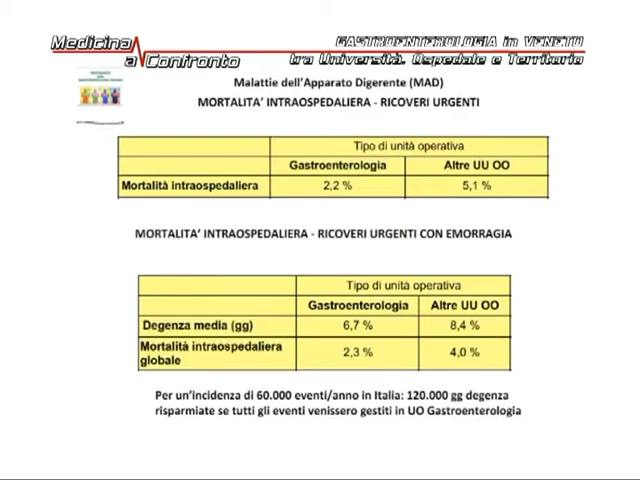 Medicina
a Confronto
GASTROENTEROLOGIA in VENETO
tra Università, Ospedale e Territorio
Malattie dell'Apparato Digerente (MAD)
MORTALITA' INTRAOSPEDALIERA - RICOVERI URGENTI
Tipo di unità operativa
Gastroenterologia Altre UU OO
Mortalità intraospedaliera 2,2 % 5,1 %
MORTALITA' INTRAOSPEDALIERA - RICOVERI URGENTI CON EMORRAGIA
Tipo di unità operativa
Gastroenterologia Altre UU OO
Degenza media (gg) 6,7 % 8,4 %
Mortalità intraospedaliera
globale 2,3 % 4,0 %
Per un'incidenza di 60.000 eventi/anno in Italia: 120.000 gg degenza
risparmiate se tutti gli eventi venissero gestiti in UO Gastroenterologia